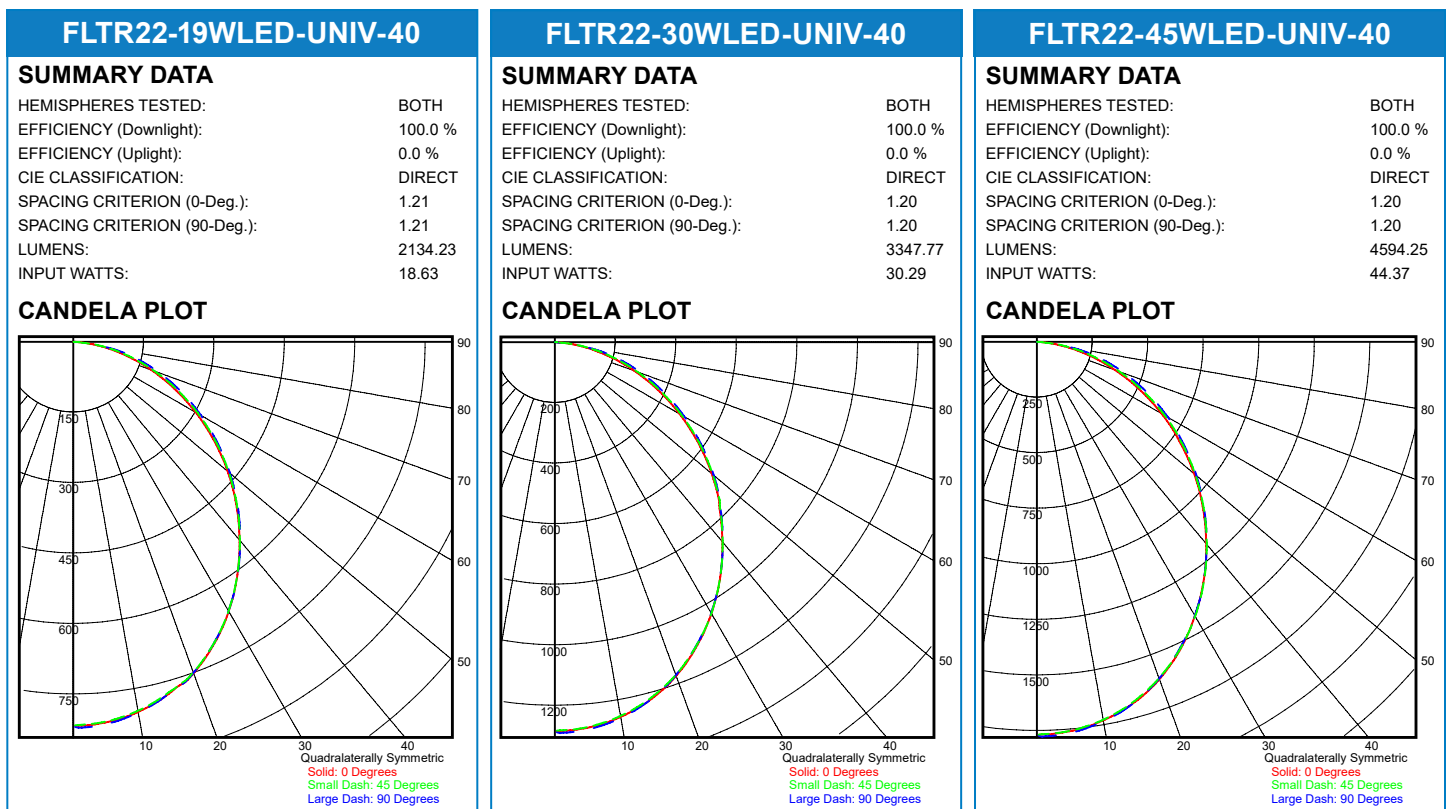 FLTR22-19WLED-UNIV-40
SUMMARY DATA
HEMISPHERES TESTED: BOTH
EFFICIENCY (Downlight): 100.0 %
EFFICIENCY (Uplight): 0.0 %
CIE CLASSIFICATION: DIRECT
SPACING CRITERION (0-Deg.): 1.21
SPACING CRITERION (90-Deg.): 1.21
LUMENS: 2134.23
INPUT WATTS: 18.63
CANDELA PLOT
90
80
150
70
300
60
450
600
50
750
10 20 30 40
Quadralaterally Symmetric
Solid: 0 Degrees
Small Dash: 45 Degrees
Large Dash: 90 Degrees
FLTR22-30WLED-UNIV-40
SUMMARY DATA
HEMISPHERES TESTED: BOTH
EFFICIENCY (Downlight): 100.0 %
EFFICIENCY (Uplight): 0.0 %
CIE CLASSIFICATION: DIRECT
SPACING CRITERION (0-Deg.): 1.20
SPACING CRITERION (90-Deg.): 1.20
LUMENS: 3347.77
INPUT WATTS: 30.29
CANDELA PLOT
90
200
80
400
70
600
60
800
1000
50
1200
10 20 30 40
Quadralaterally Symmetric
Solid: 0 Degrees
Small Dash: 45 Degrees
Large Dash: 90 Degrees
FLTR22-45WLED-UNIV-40
SUMMARY DATA
HEMISPHERES TESTED: BOTH
EFFICIENCY (Downlight): 100.0 %
EFFICIENCY (Uplight): 0.0 %
CIE CLASSIFICATION: DIRECT
SPACING CRITERION (0-Deg.): 1.20
SPACING CRITERION (90-Deg.): 1.20
LUMENS: 4594.25
INPUT WATTS: 44.37
CANDELA PLOT
90
250
80
500
70
750
60
1000
1250
50
1500
10 20 30 40
Quadralaterally Symmetric
Solid: 0 Degrees
Small Dash: 45 Degrees
Large Dash: 90 Degrees